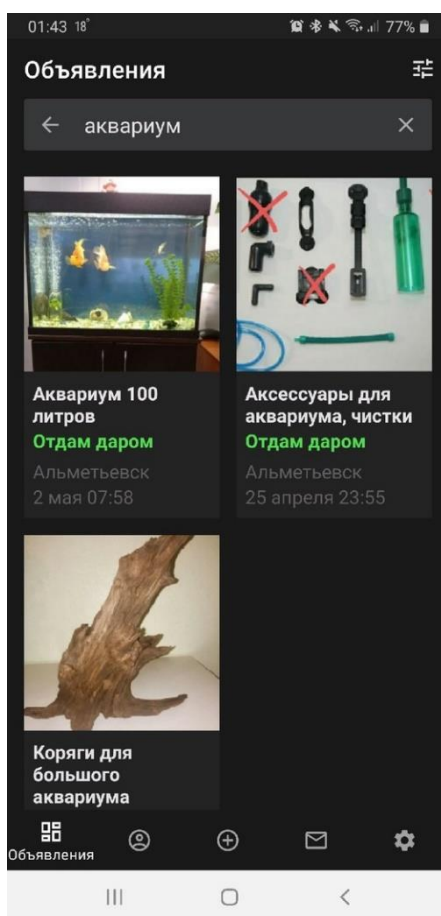 01:43 18° 77%
Объявления
аквариум
Аквариум 100
литров
Отдам даром
Альметьевск
2 мая 07:58
Аксессуары для
аквариума, чистки
Отдам даром
Альметьевск
25 апреля 23:55
Коряги для
большого
аквариума
Объявления